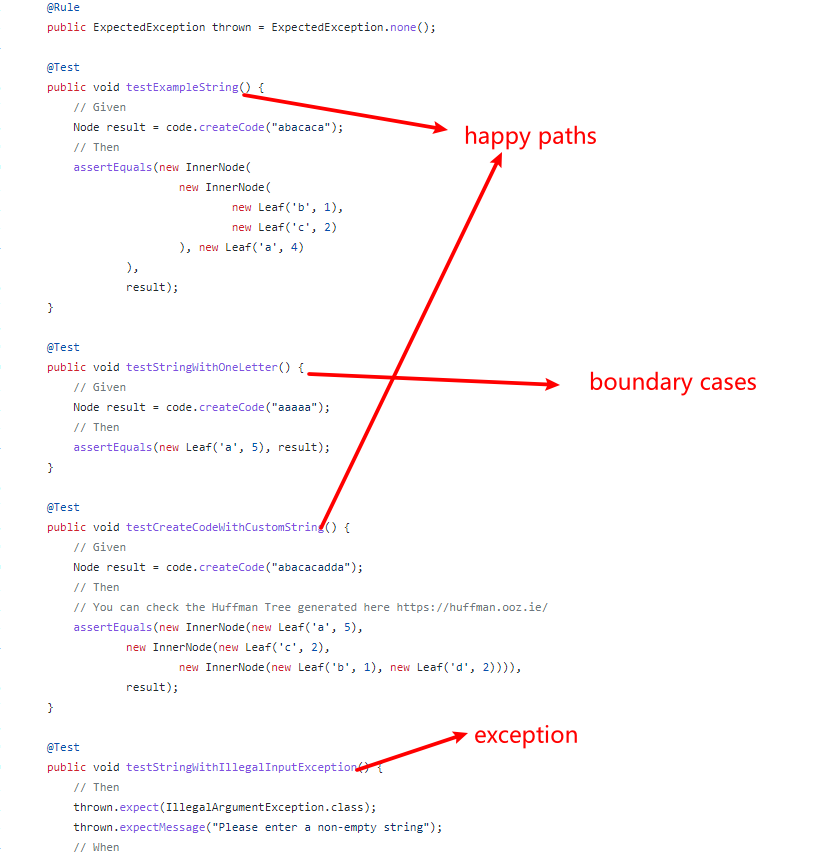 @Rule
public ExpectedException thrown = ExpectedException.none();
@Test
public void testExampleString() {
// Given
Node result = code.createCode("abacaca");
// Then
assertEquals(new InnerNode(
new InnerNode(
new Leaf('b', 1),
new Leaf('c', 2)
), new Leaf('a', 4)
),
result);
}
happy paths
@Test
public void testStringWithOneLetter() {
// Given
Node result = code.createCode("aaaaa");
// Then
assertEquals(new Leaf('a', 5), result);
}
boundary cases
@Test
public void testCreateCodeWithCustomString() {
// Given
Node result = code.createCode("abacacadda");
// Then
// You can check the Huffman Tree generated here https://huffman.ooz.ie/
assertEquals(new InnerNode(new Leaf('a', 5),
new InnerNode(new Leaf('c', 2),
new InnerNode(new Leaf('b', 1), new Leaf('d', 2)))),
result);
}
@Test
public void testStringWithIllegalInputException() {
exception
// Then
thrown.expect(IllegalArgumentException.class);
thrown.expectMessage("Please enter a non-empty string");
// When